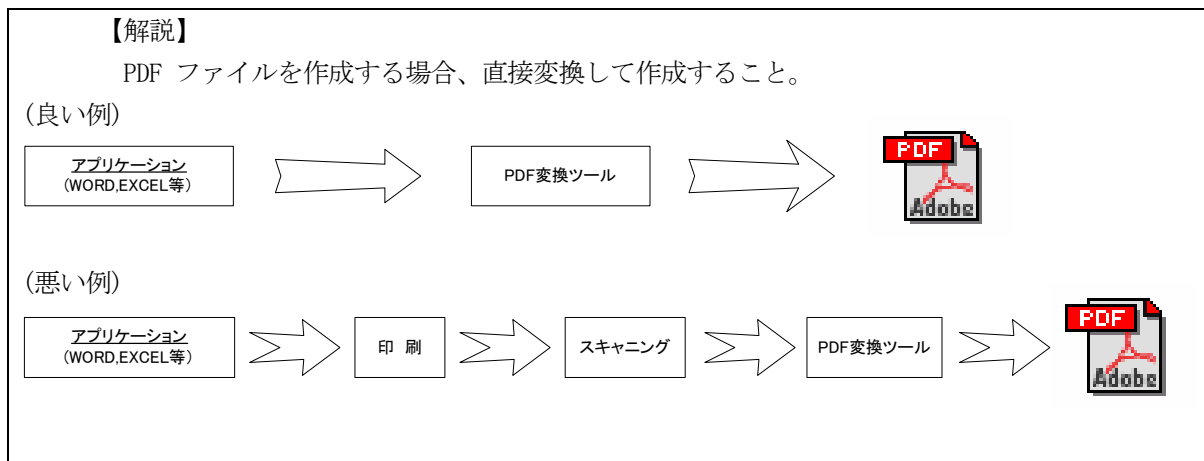 【解説】
PDF ファイルを作成する場合、直接変換して作成すること。
(良い例)
アプリケーション
(WORD,EXCEL等)
PDF変換ツール
PDF
Adobe
(悪い例)
アプリケーション
(WORD,EXCEL等)
印 刷
スキャニング
PDF変換ツール
PDF
Adobe